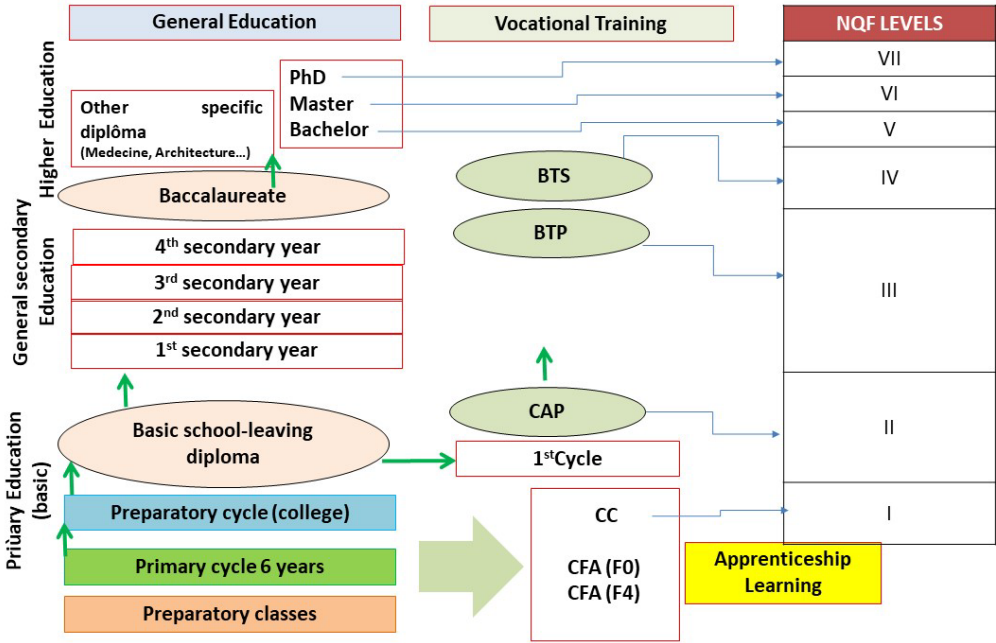 General Education
Vocational Training
NQF LEVELS
Higher Education
General secondary
Education
Priuary Education
(basic)
Other specific
diplôma
(Medecine, Architecture...)
PhD
Master
Bachelor
Baccalaureate
4th secondary year
3rd secondary year
2nd secondary year
1st secondary year
Basic school-leaving
diploma
Preparatory cycle (college)
Primary cycle 6 years
Preparatory classes
BTS
BTP
CAP
1stCycle
CC
CFA (F0)
CFA (F4)
Apprenticeship
Learning
VII
VI
V
IV
III
II
I